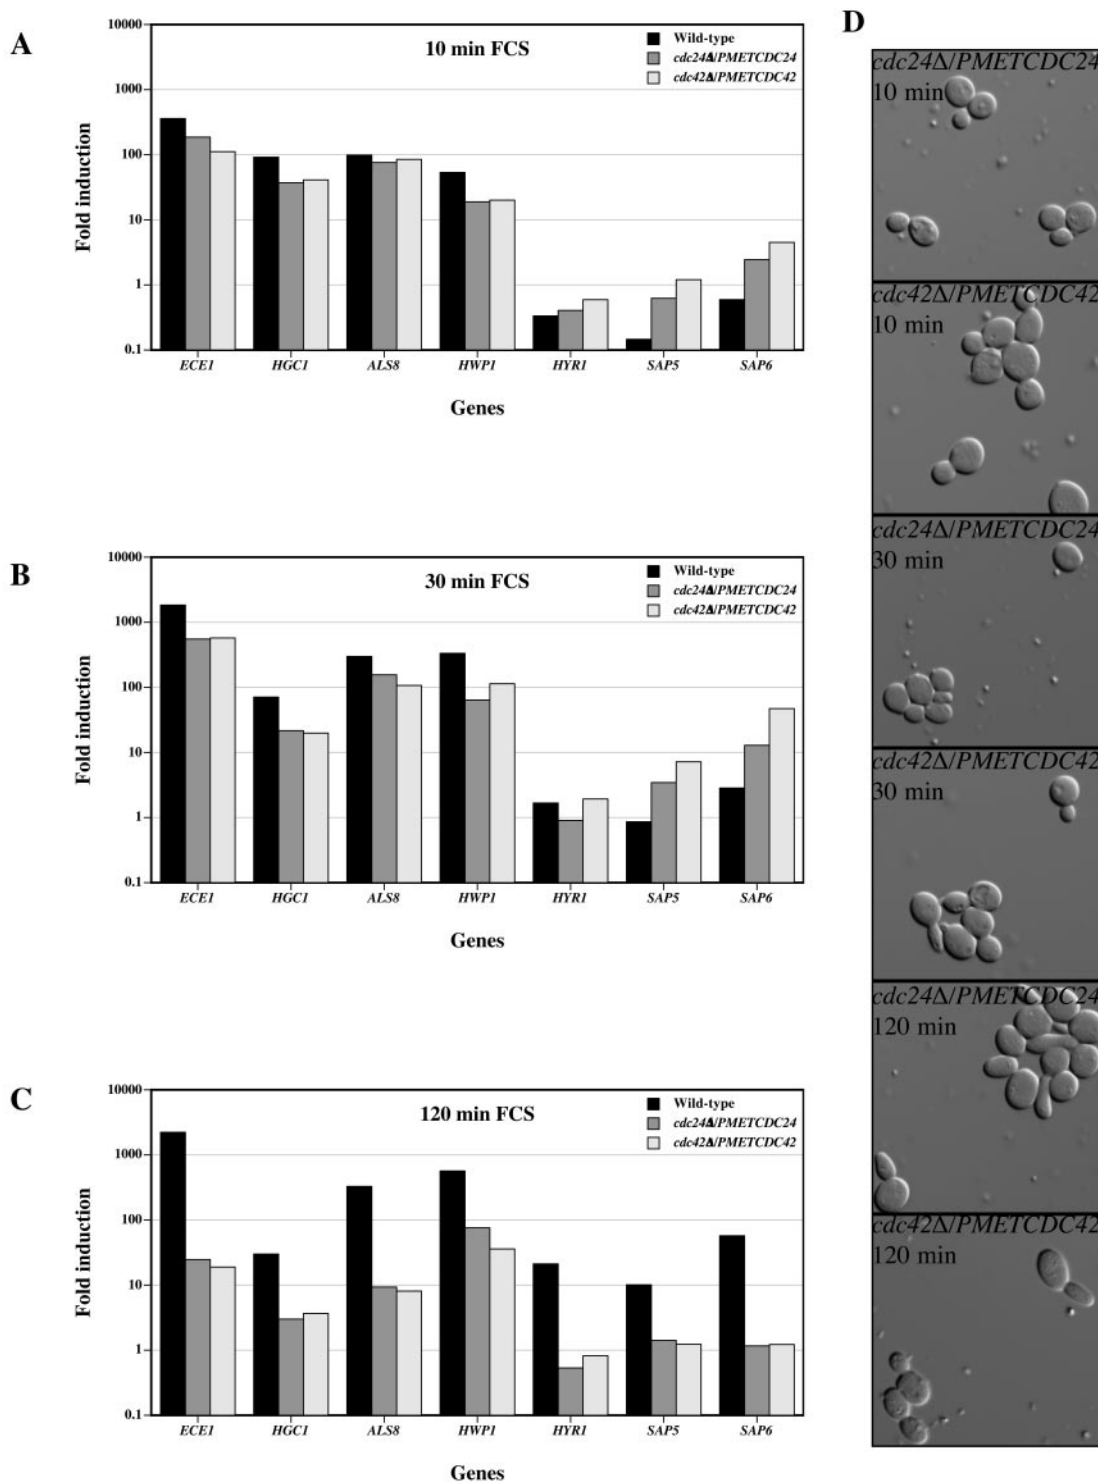 A
10 min FCS
Wild-type
cdc24Δ/PMETCDC24
cdc42Δ/PMETCDC42
Fold induction
10000
1000
100
10
1
0.1
ECE1 HGC1 ALS8 HWP1 HYR1 SAP5 SAP6
Genes
B
30 min FCS
Wild-type
cdc24Δ/PMETCDC24
cdc42Δ/PMETCDC42
Fold induction
10000
1000
100
10
1
0.1
ECE1 HGC1 ALS8 HWP1 HYR1 SAP5 SAP6
Genes
C
120 min FCS
Wild-type
cdc24Δ/PMETCDC24
cdc42Δ/PMETCDC42
Fold induction
10000
1000
100
10
1
0.1
ECE1 HGC1 ALS8 HWP1 HYR1 SAP5 SAP6
Genes
D
cdc24Δ/PMETCDC24
10 min
cdc42Δ/PMETCDC42
10 min
cdc24Δ/PMETCDC24
30 min
cdc42Δ/PMETCDC42
30 min
cdc24Δ/PMETCDC24
120 min
cdc42Δ/PMETCDC42
120 min